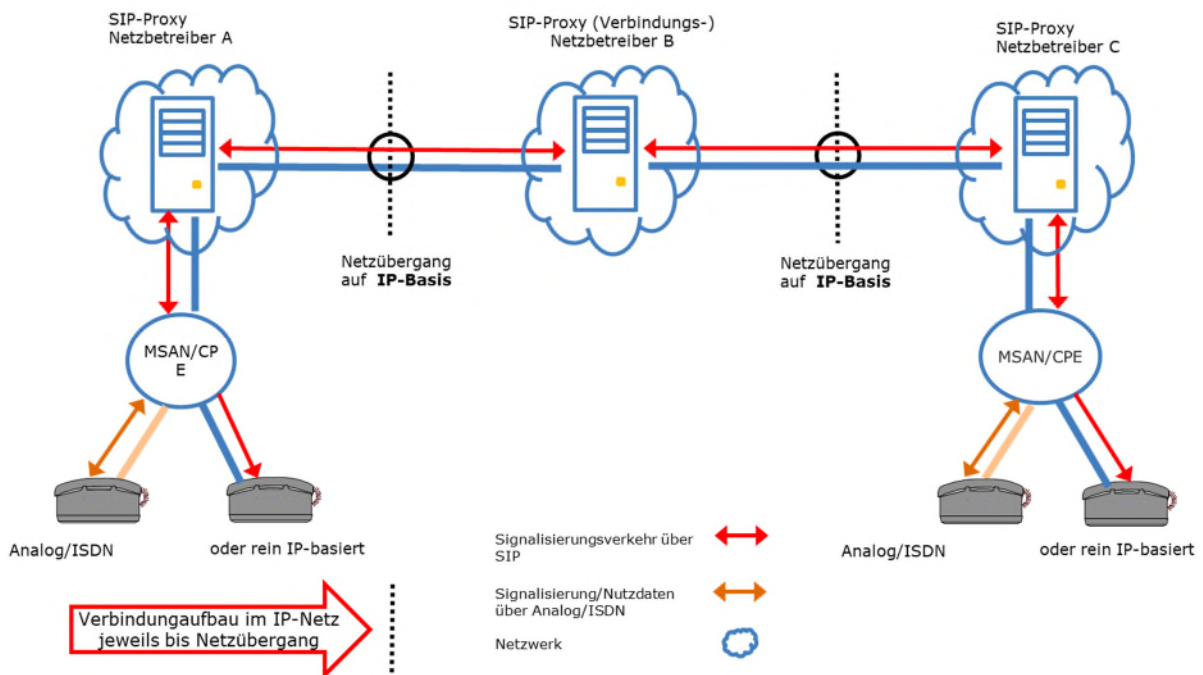 SIP-Proxy
Netzbetreiber A
SIP-Proxy (Verbindungs-)
Netzbetreiber B
SIP-Proxy
Netzbetreiber C
Netzübergang
auf IP-Basis
Netzübergang
auf IP-Basis
MSAN/CP
E
MSAN/CPE
Analog/ISDN
oder rein IP-basiert
Analog/ISDN
oder rein IP-basiert
Signalisierungsverkehr über
SIP
Signalisierung/Nutzdaten
über Analog/ISDN
Netzwerk
Verbindungaufbau im IP-Netz
jeweils bis Netzübergang